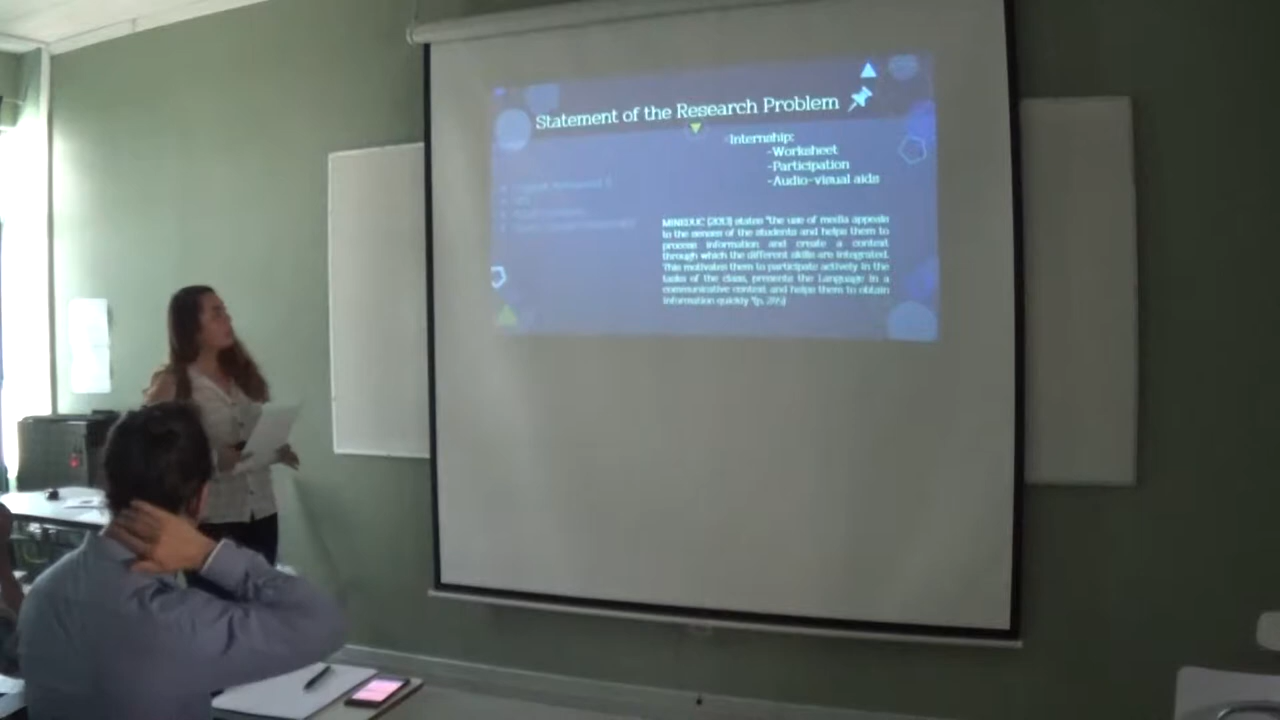 Statement of the Research Problem
-Internship:
-Worksheet
-Participation
-Audio-visual aids
MINEDUC (2013) states "the use of media appeals
to the senses of the students and helps them to
process information and create a context
through which the different skills are integrated.
This motivates them to participate actively in the
tasks of the class, presents the Language in a
communicative context, and helps them to obtain
information quickly "(p.